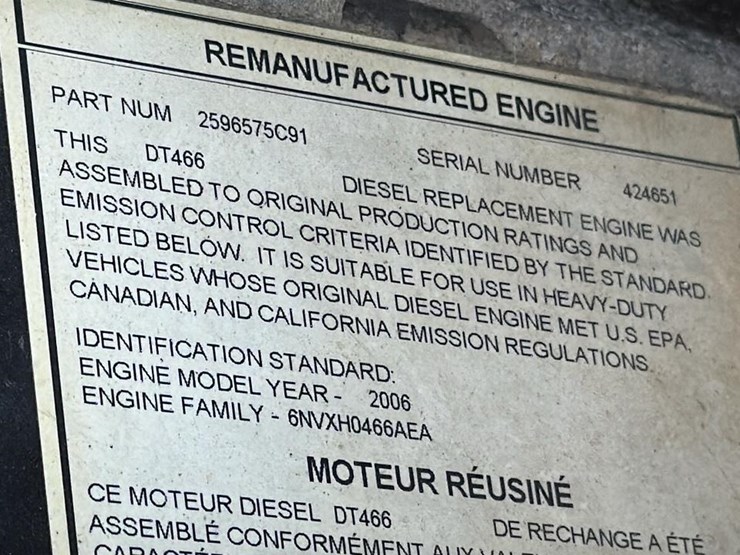 REMANUFACTURED ENGINE
PART NUM 2596575C91 SERIAL NUMBER 424651
THIS DT466 DIESEL REPLACEMENT ENGINE WAS
ASSEMBLED TO ORIGINAL PRODUCTION RATINGS AND
EMISSION CONTROL CRITERIA IDENTIFIED BY THE STANDARD
LISTED BELOW. IT IS SUITABLE FOR USE IN HEAVY-DUTY
VEHICLES WHOSE ORIGINAL DIESEL ENGINE MET U.S. EPA,
CANADIAN, AND CALIFORNIA EMISSION REGULATIONS.
IDENTIFICATION STANDARD:
ENGINE MODEL YEAR - 2006
ENGINE FAMILY - 6NVXH0466AEA
MOTEUR RÉUSINÉ
CE MOTEUR DIESEL DT466 DE RECHANGE A ÉTÉ
ASSEMBLÉ CONFORMÉMENT AUX